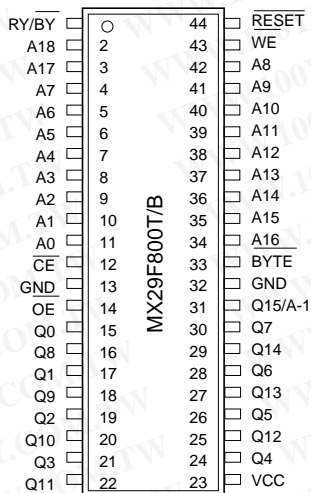 RY/BY 44 RESET
A18 2 43 WE
A17 3 42 A8
A7 4 41 A9
A6 5 40 A10
A5 6 39 A11
A4 7 38 A12
A3 8 37 A13
A2 9 36 A14
A1 10 35 A15
A0 11 34 A16
CE 12 33 BYTE
GND 13 32 GND
OE 14 31 Q15/A-1
Q0 15 30 Q7
Q8 16 29 Q14
Q1 17 28 Q6
Q9 18 27 Q13
Q2 19 26 Q5
Q10 20 25 Q12
Q3 21 24 Q4
Q11 22 23 VCC
MX29F800T/B